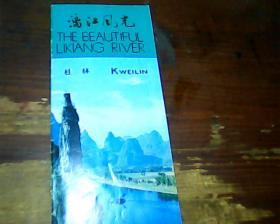 漓江风光
THE BEAUTIFUL
LIKIANG RIVER
桂林 KWEILIN